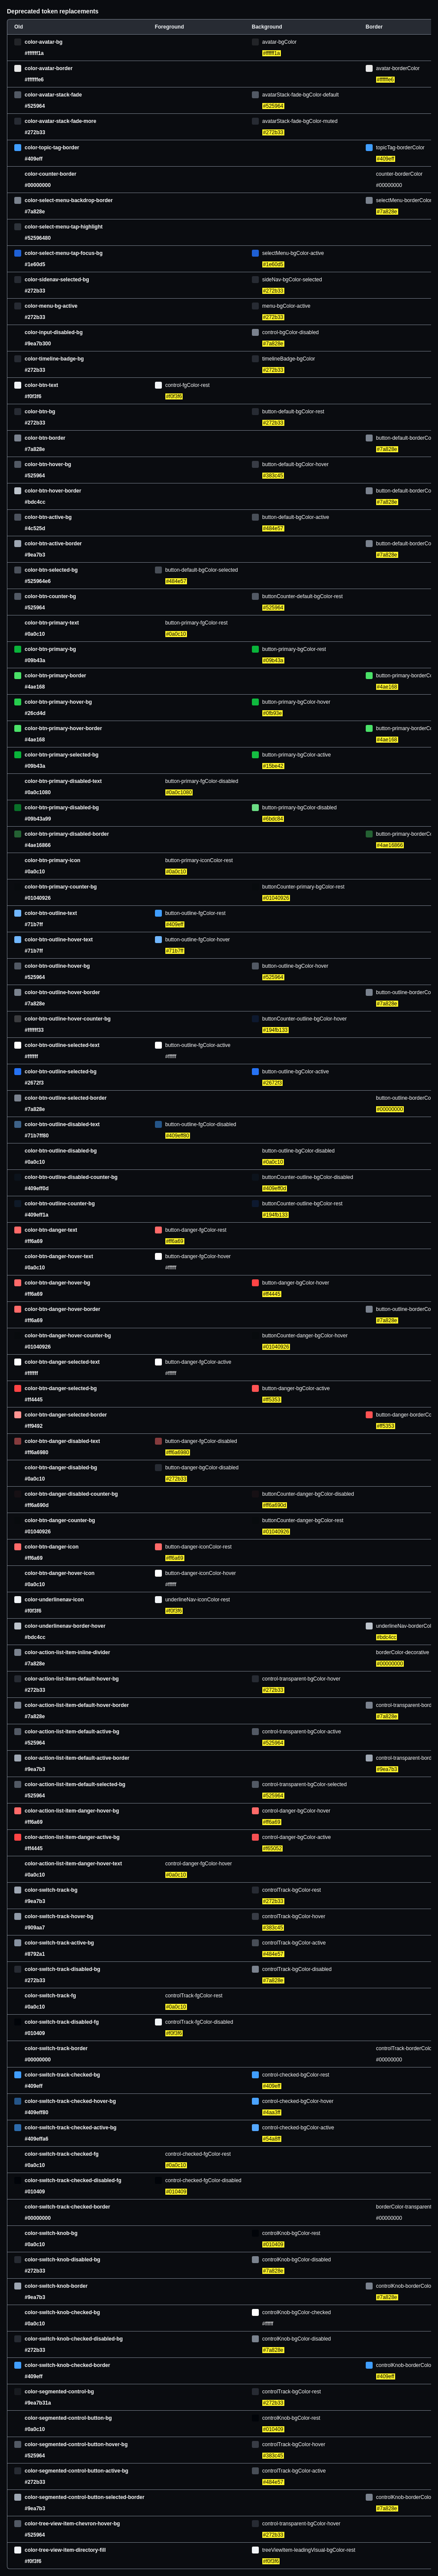 Deprecated token replacements
Old Foreground Background Border
color-avatar-bg avatar-bgColor
#ffffff1a #ffffff1a
color-avatar-border avatar-borderColor
#ffffffe6 #ffffffe6
color-avatar-stack-fade avatarStack-fade-bgColor-default
#525964 #525964
color-avatar-stack-fade-more avatarStack-fade-bgColor-muted
#272b33 #272b33
color-topic-tag-border topicTag-borderColor
#409eff #409eff
color-counter-border counter-borderColor
#00000000 #00000000
color-select-menu-backdrop-border selectMenu-borderColor
#7a828e #7a828e
color-select-menu-tap-highlight
#52596480
color-select-menu-tap-focus-bg selectMenu-bgColor-active
#1e60d5 #1e60d5
color-sidenav-selected-bg sideNav-bgColor-selected
#272b33 #272b33
color-menu-bg-active menu-bgColor-active
#272b33 #272b33
color-input-disabled-bg control-bgColor-disabled
#9ea7b300 #7a828e
color-timeline-badge-bg timelineBadge-bgColor
#272b33 #272b33
color-btn-text control-fgColor-rest
#f0f3f6 #f0f3f6
color-btn-bg button-default-bgColor-rest
#272b33 #272b33
color-btn-border button-default-borderCo
#7a828e #7a828e
color-btn-hover-bg button-default-bgColor-hover
#525964 #383c45
color-btn-hover-border button-default-borderCo
#bdc4cc #7a828e
color-btn-active-bg button-default-bgColor-active
#4c525d #484e57
color-btn-active-border button-default-borderCo
#9ea7b3 #7a828e
color-btn-selected-bg button-default-bgColor-selected
#525964e6 #484e57
color-btn-counter-bg buttonCounter-default-bgColor-rest
#525964 #525964
color-btn-primary-text button-primary-fgColor-rest
#0a0c10 #0a0c10
color-btn-primary-bg button-primary-bgColor-rest
#09b43a #09b43a
color-btn-primary-border button-primary-borderCo
#4ae168 #4ae168
color-btn-primary-hover-bg button-primary-bgColor-hover
#26cd4d #0fb93e
color-btn-primary-hover-border button-primary-borderCo
#4ae168 #4ae168
color-btn-primary-selected-bg button-primary-bgColor-active
#09b43a #15be42
color-btn-primary-disabled-text button-primary-fgColor-disabled
#0a0c1080 #0a0c1080
color-btn-primary-disabled-bg button-primary-bgColor-disabled
#09b43a99 #6bdc84
color-btn-primary-disabled-border button-primary-borderCo
#4ae16866 #4ae16866
color-btn-primary-icon button-primary-iconColor-rest
#0a0c10 #0a0c10
color-btn-primary-counter-bg buttonCounter-primary-bgColor-rest
#01040926 #01040926
color-btn-outline-text button-outline-fgColor-rest
#71b7ff #409eff
color-btn-outline-hover-text button-outline-fgColor-hover
#71b7ff #71b7ff
color-btn-outline-hover-bg button-outline-bgColor-hover
#525964 #525964
color-btn-outline-hover-border button-outline-borderCo
#7a828e #7a828e
color-btn-outline-hover-counter-bg buttonCounter-outline-bgColor-hover
#ffffff33 #194fb133
color-btn-outline-selected-text button-outline-fgColor-active
#ffffff #ffffff
color-btn-outline-selected-bg button-outline-bgColor-active
#2672f3 #2672f3
color-btn-outline-selected-border button-outline-borderCo
#7a828e #00000000
color-btn-outline-disabled-text button-outline-fgColor-disabled
#71b7ff80 #409eff80
color-btn-outline-disabled-bg button-outline-bgColor-disabled
#0a0c10 #0a0c10
color-btn-outline-disabled-counter-bg buttonCounter-outline-bgColor-disabled
#409eff0d #409eff0d
color-btn-outline-counter-bg buttonCounter-outline-bgColor-rest
#409eff1a #194fb133
color-btn-danger-text button-danger-fgColor-rest
#ff6a69 #ff6a69
color-btn-danger-hover-text button-danger-fgColor-hover
#0a0c10 #ffffff
color-btn-danger-hover-bg button-danger-bgColor-hover
#ff6a69 #ff4445
color-btn-danger-hover-border button-outline-borderCo
#ff6a69 #7a828e
color-btn-danger-hover-counter-bg buttonCounter-danger-bgColor-hover
#01040926 #01040926
color-btn-danger-selected-text button-danger-fgColor-active
#ffffff #ffffff
color-btn-danger-selected-bg button-danger-bgColor-active
#ff4445 #ff5353
color-btn-danger-selected-border button-danger-borderCo
#ff9492 #ff5353
color-btn-danger-disabled-text button-danger-fgColor-disabled
#ff6a6980 #ff6a6980
color-btn-danger-disabled-bg button-danger-bgColor-disabled
#0a0c10 #272b33
color-btn-danger-disabled-counter-bg buttonCounter-danger-bgColor-disabled
#ff6a690d #ff6a690d
color-btn-danger-counter-bg buttonCounter-danger-bgColor-rest
#01040926 #01040926
color-btn-danger-icon button-danger-iconColor-rest
#ff6a69 #ff6a69
color-btn-danger-hover-icon button-danger-iconColor-hover
#0a0c10 #ffffff
color-underlinenav-icon underlineNav-iconColor-rest
#f0f3f6 #f0f3f6
color-underlinenav-border-hover underlineNav-borderCol
#bdc4cc #bdc4cc
color-action-list-item-inline-divider borderColor-decorative
#7a828e #00000000
color-action-list-item-default-hover-bg control-transparent-bgColor-hover
#272b33 #272b33
color-action-list-item-default-hover-border control-transparent-bord
#7a828e #7a828e
color-action-list-item-default-active-bg control-transparent-bgColor-active
#525964 #525964
color-action-list-item-default-active-border control-transparent-bord
#9ea7b3 #9ea7b3
color-action-list-item-default-selected-bg control-transparent-bgColor-selected
#525964 #525964
color-action-list-item-danger-hover-bg control-danger-bgColor-hover
#ff6a69 #ff6a69
color-action-list-item-danger-active-bg control-danger-bgColor-active
#ff4445 #f65052
color-action-list-item-danger-hover-text control-danger-fgColor-hover
#0a0c10 #0a0c10
color-switch-track-bg controlTrack-bgColor-rest
#9ea7b3 #272b33
color-switch-track-hover-bg controlTrack-bgColor-hover
#909aa7 #383c45
color-switch-track-active-bg controlTrack-bgColor-active
#8792a1 #484e57
color-switch-track-disabled-bg controlTrack-bgColor-disabled
#272b33 #7a828e
color-switch-track-fg controlTrack-fgColor-rest
#0a0c10 #0a0c10
color-switch-track-disabled-fg controlTrack-fgColor-disabled
#010409 #f0f3f6
color-switch-track-border controlTrack-borderColo
#00000000 #00000000
color-switch-track-checked-bg control-checked-bgColor-rest
#409eff #409eff
color-switch-track-checked-hover-bg control-checked-bgColor-hover
#409eff80 #4aa3ff
color-switch-track-checked-active-bg control-checked-bgColor-active
#409effa6 #54a8ff
color-switch-track-checked-fg control-checked-fgColor-rest
#0a0c10 #0a0c10
color-switch-track-checked-disabled-fg control-checked-fgColor-disabled
#010409 #010409
color-switch-track-checked-border borderColor-transparent
#00000000 #00000000
color-switch-knob-bg controlKnob-bgColor-rest
#0a0c10 #010409
color-switch-knob-disabled-bg controlKnob-bgColor-disabled
#272b33 #7a828e
color-switch-knob-border controlKnob-borderColo
#9ea7b3 #7a828e
color-switch-knob-checked-bg controlKnob-bgColor-checked
#0a0c10 #ffffff
color-switch-knob-checked-disabled-bg controlKnob-bgColor-disabled
#272b33 #7a828e
color-switch-knob-checked-border controlKnob-borderColo
#409eff #409eff
color-segmented-control-bg controlTrack-bgColor-rest
#9ea7b31a #272b33
color-segmented-control-button-bg controlKnob-bgColor-rest
#0a0c10 #010409
color-segmented-control-button-hover-bg controlTrack-bgColor-hover
#525964 #383c45
color-segmented-control-button-active-bg controlTrack-bgColor-active
#272b33 #484e57
color-segmented-control-button-selected-border controlKnob-borderColo
#9ea7b3 #7a828e
color-tree-view-item-chevron-hover-bg control-transparent-bgColor-hover
#525964 #272b33
color-tree-view-item-directory-fill treeViewItem-leadingVisual-bgColor-rest
#f0f3f6 #f0f3f6